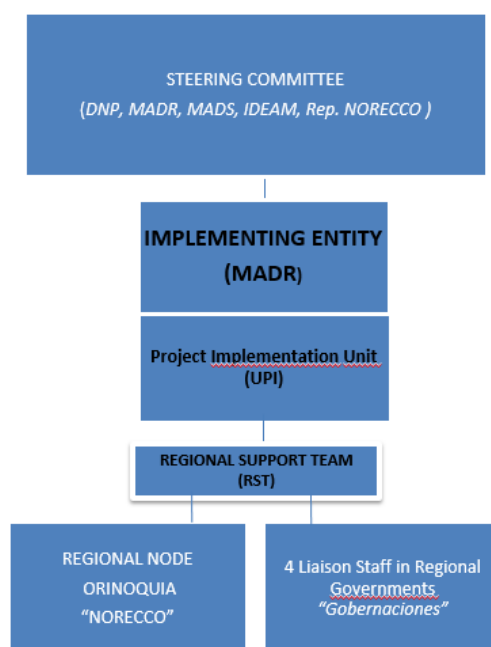 STEERING COMMITTEE
(DNP, MADR, MADS, IDEAM, Rep. NORECCO )
IMPLEMENTING ENTITY
(MADR)
Project Implementation Unit
(UPI)
REGIONAL SUPPORT TEAM
(RST)
REGIONAL NODE
ORINOQUIA
“NORECCO”
4 Liaison Staff in Regional
Governments
“Gobernaciones”